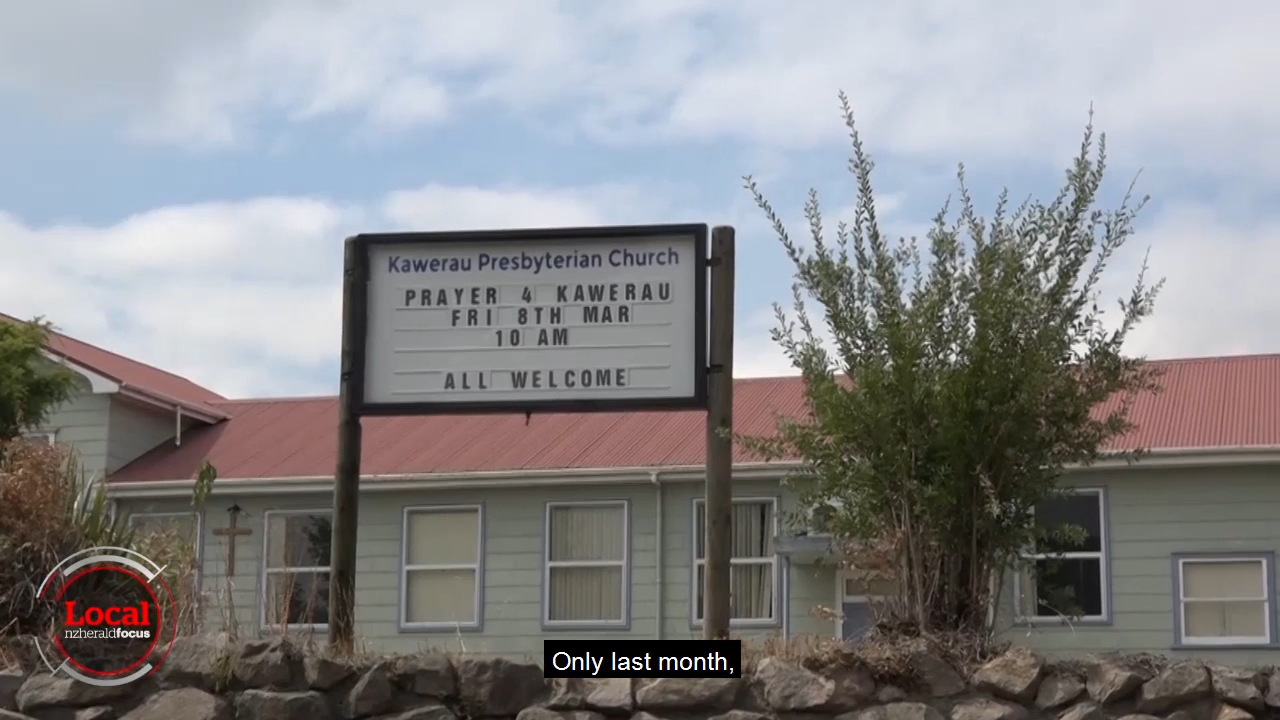 Kawerau Presbyterian Church
PRAYER 4 KAWERAU
FRI 8TH MAR
10 AM
ALL WELCOME
Local
nzheraldfocus
Only last month,